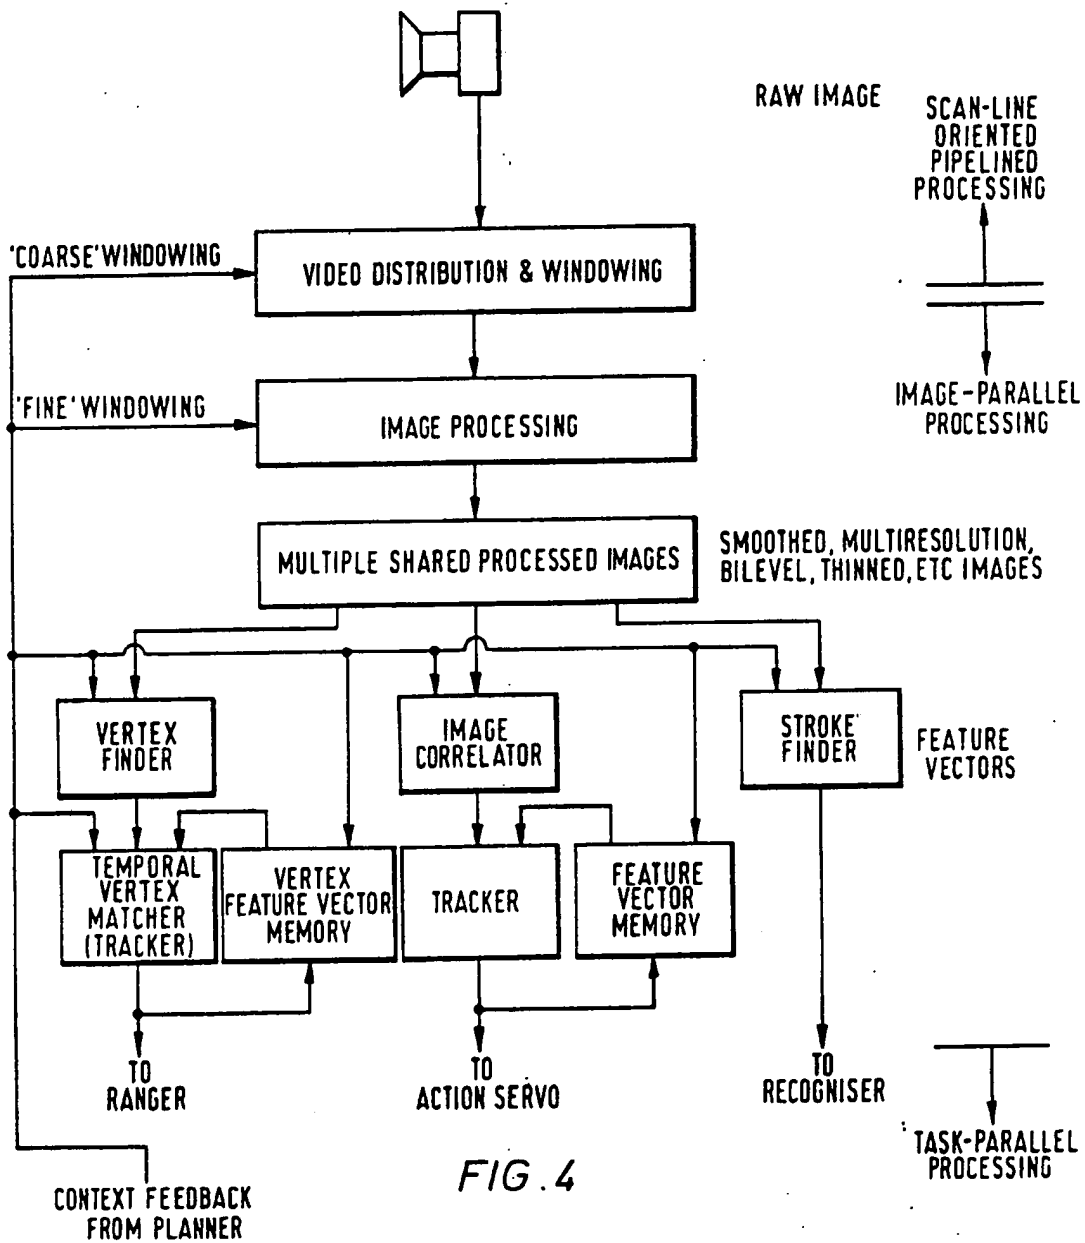 RAW IMAGE
SCAN-LINE
ORIENTED
PIPELINED
PROCESSING
'COARSE' WINDOWING
VIDEO DISTRIBUTION & WINDOWING
IMAGE-PARALLEL
PROCESSING
'FINE' WINDOWING
IMAGE PROCESSING
MULTIPLE SHARED PROCESSED IMAGES
SMOOTHED, MULTIRESOLUTION,
BILEVEL, THINNED, ETC IMAGES
VERTEX
FINDER
IMAGE
CORRELATOR
STROKE
FINDER
FEATURE
VECTORS
TEMPORAL
VERTEX
MATCHER
(TRACKER)
VERTEX
FEATURE VECTOR
MEMORY
TRACKER
FEATURE
VECTOR
MEMORY
TO
RANGER
TO
ACTION SERVO
TO
RECOGNISER
TASK-PARALLEL
PROCESSING
CONTEXT FEEDBACK
FROM PLANNER
FIG. 4